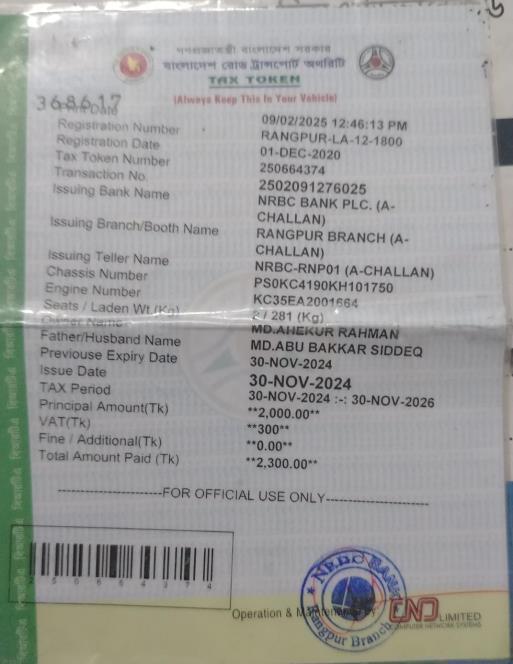 গণপ্রজাতন্ত্রী বাংলাদেশ সরকার
বাংলাদেশ রোড ট্রান্সপোর্ট অথরিটি
TAX TOKEN
(Always Keep This In Your Vehicle)
368617
Print Date 09/02/2025 12:46:13 PM
Registration Number RANGPUR-LA-12-1800
Registration Date 01-DEC-2020
Tax Token Number 250664374
Transaction No. 2502091276025
Issuing Bank Name NRBC BANK PLC. (A-
CHALLAN)
Issuing Branch/Booth Name RANGPUR BRANCH (A-
CHALLAN)
Issuing Teller Name NRBC-RNP01 (A-CHALLAN)
Chassis Number PS0KC4190KH101750
Engine Number KC35EA2001664
Seats / Laden Wt.(Kg) 2 / 281 (Kg)
Owner Name MD.AHEKUR RAHMAN
Father/Husband Name MD.ABU BAKKAR SIDDEQ
Previouse Expiry Date 30-NOV-2024
Issue Date 30-NOV-2024
TAX Period 30-NOV-2024 :-: 30-NOV-2026
Principal Amount(Tk) **2,000.00**
VAT(Tk) **300**
Fine / Additional(Tk) **0.00**
Total Amount Paid (Tk) **2,300.00**
-----------------------FOR OFFICIAL USE ONLY-----------------------
250664374
NRBC BANK
Rangpur Branch
Operation & Maintenance By CNS LIMITED
COMPUTER NETWORK SYSTEMS